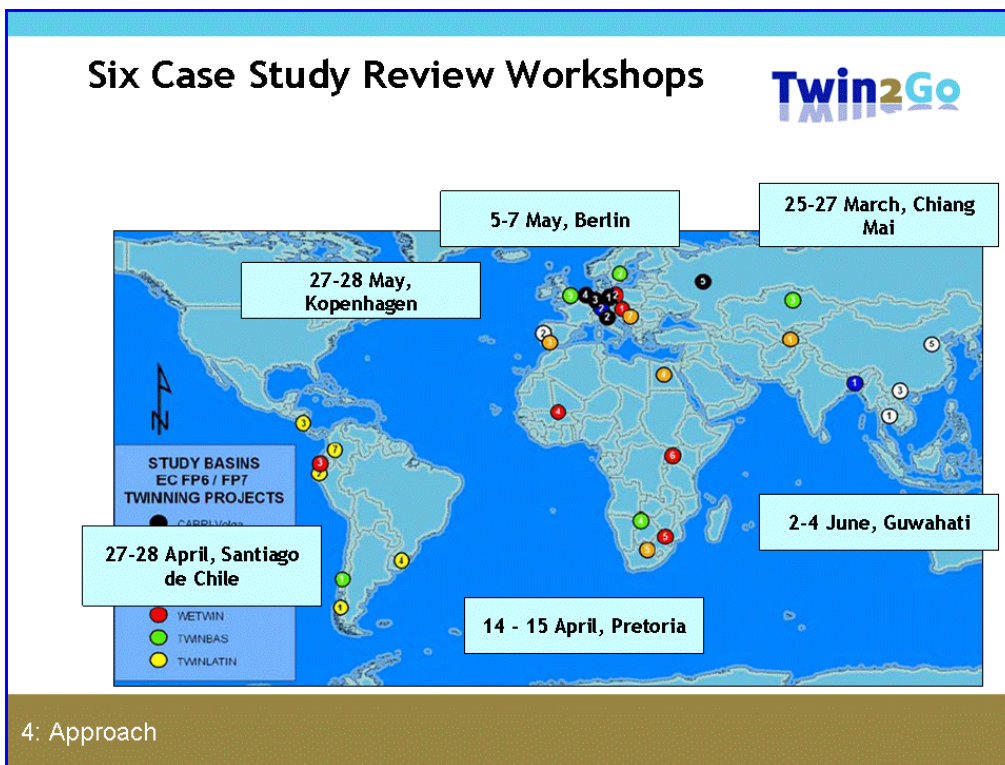 Six Case Study Review Workshops
Twin2Go
5-7 May, Berlin
25-27 March, Chiang
Mai
27-28 May,
Kopenhagen
N
STUDY BASINS
EC FP6 / FP7
TWINNING PROJECTS
CABRI-Volga
27-28 April, Santiago
de Chile
WETWIN
TWINBAS
TWINLATIN
2-4 June, Guwahati
14 - 15 April, Pretoria
4: Approach